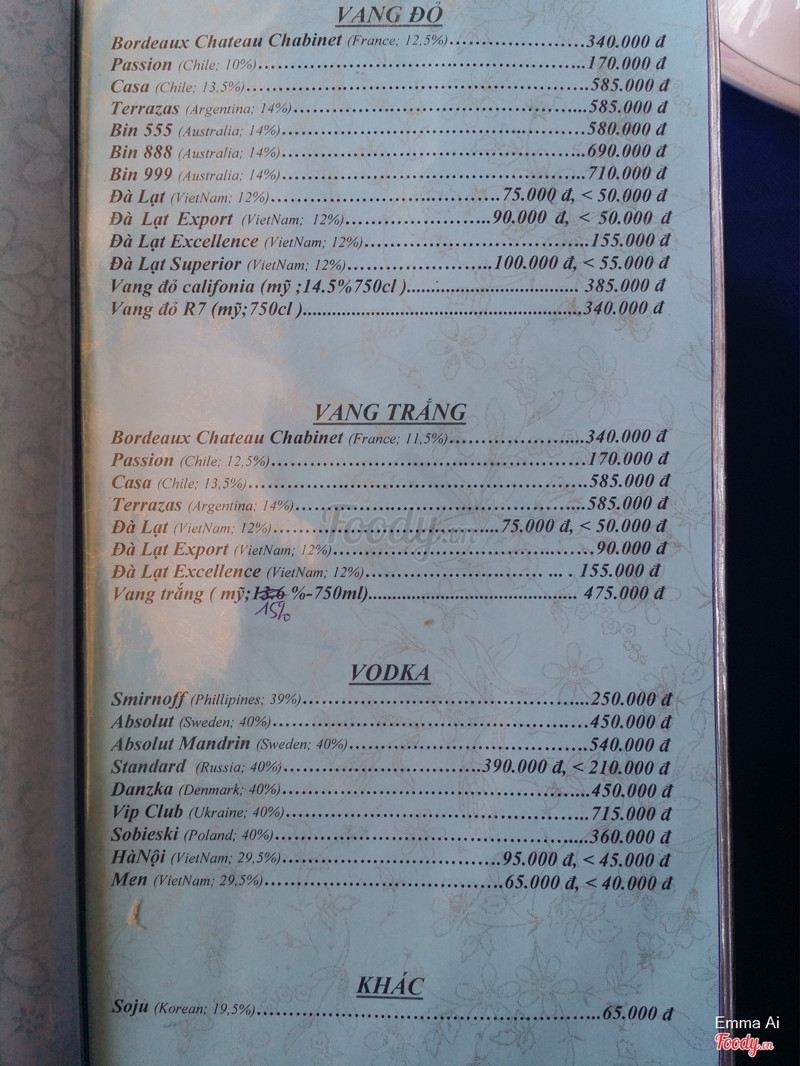 VANG ĐỎ
Bordeaux Chateau Chabinet (France; 12,5%).....................340.000 đ
Passion (Chile; 10%)..................................................170.000 đ
Casa (Chile; 13,5%)...................................................585.000 đ
Terrazas (Argentina; 14%)............................................585.000 đ
Bin 555 (Australia; 14%)..............................................580.000 đ
Bin 888 (Australia; 14%)..............................................690.000 đ
Bin 999 (Australia; 14%)..............................................710.000 đ
Đà Lạt (VietNam; 12%)..................................75.000 đ, < 50.000 đ
Đà Lạt Export (VietNam; 12%)......................90.000 đ, < 50.000 đ
Đà Lạt Excellence (VietNam; 12%)..................................155.000 đ
Đà Lạt Superior (VietNam; 12%)......................100.000 đ, < 55.000 đ
Vang đỏ califonia (mỹ ;14.5%750cl )................................... 385.000 đ
Vang đỏ R7 (mỹ;750cl )........................................................340.000 đ
VANG TRẮNG
Bordeaux Chateau Chabinet (France; 11,5%).....................340.000 đ
Passion (Chile; 12,5%)................................................170.000 đ
Casa (Chile; 13,5%)...................................................585.000 đ
Terrazas (Argentina; 14%)............................................585.000 đ
Đà Lạt (VietNam; 12%)..................................75.000 đ, < 50.000 đ
Đà Lạt Export (VietNam; 12%)........................................90.000 đ
Đà Lạt Excellence (VietNam; 12%)........................... ... . 155.000 đ
Vang trắng ( mỹ;13.6 %-750ml).......................................... 475.000 đ
15%
VODKA
Smirnoff (Phillipines; 39%)...........................................250.000 đ
Absolut (Sweden; 40%)................................................450.000 đ
Absolut Mandrin (Sweden; 40%)....................................540.000 đ
Standard (Russia; 40%)..............................390.000 đ, < 210.000 đ
Danzka (Denmark; 40%)..............................................450.000 đ
Vip Club (Ukraine; 40%)..............................................715.000 đ
Sobieski (Poland; 40%)................................................360.000 đ
HàNội (VietNam; 29,5%)................................95.000 đ, < 45.000 đ
Men (VietNam; 29,5%)...................................65.000 đ, < 40.000 đ
KHÁC
Soju (Korean; 19,5%)...................................................65.000 đ
Foody.vn
Emma Ai
Foody.vn